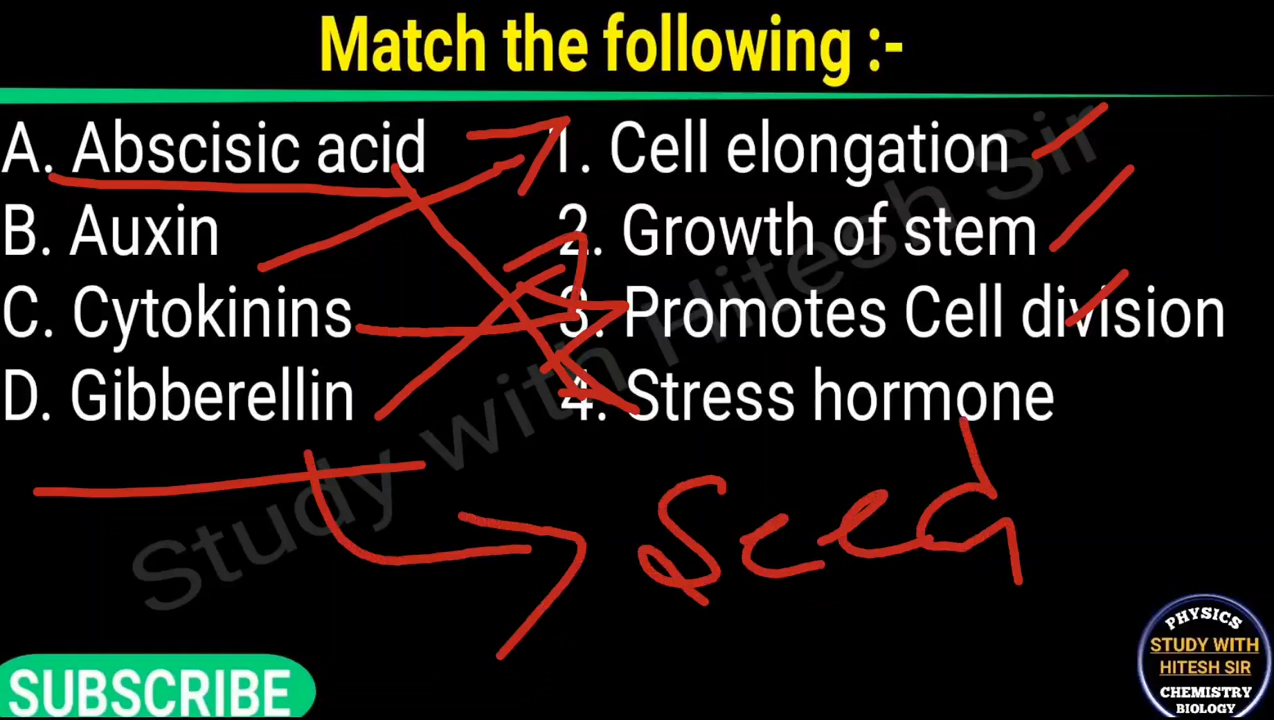 Match the following :-
A. Abscisic acid 1. Cell elongation
B. Auxin 2. Growth of stem
C. Cytokinins 3. Promotes Cell division
D. Gibberellin 4. Stress hormone
Seed
Study with Hitesh Sir
SUBSCRIBE
PHYSICS
STUDY WITH
HITESH SIR
CHEMISTRY
BIOLOGY